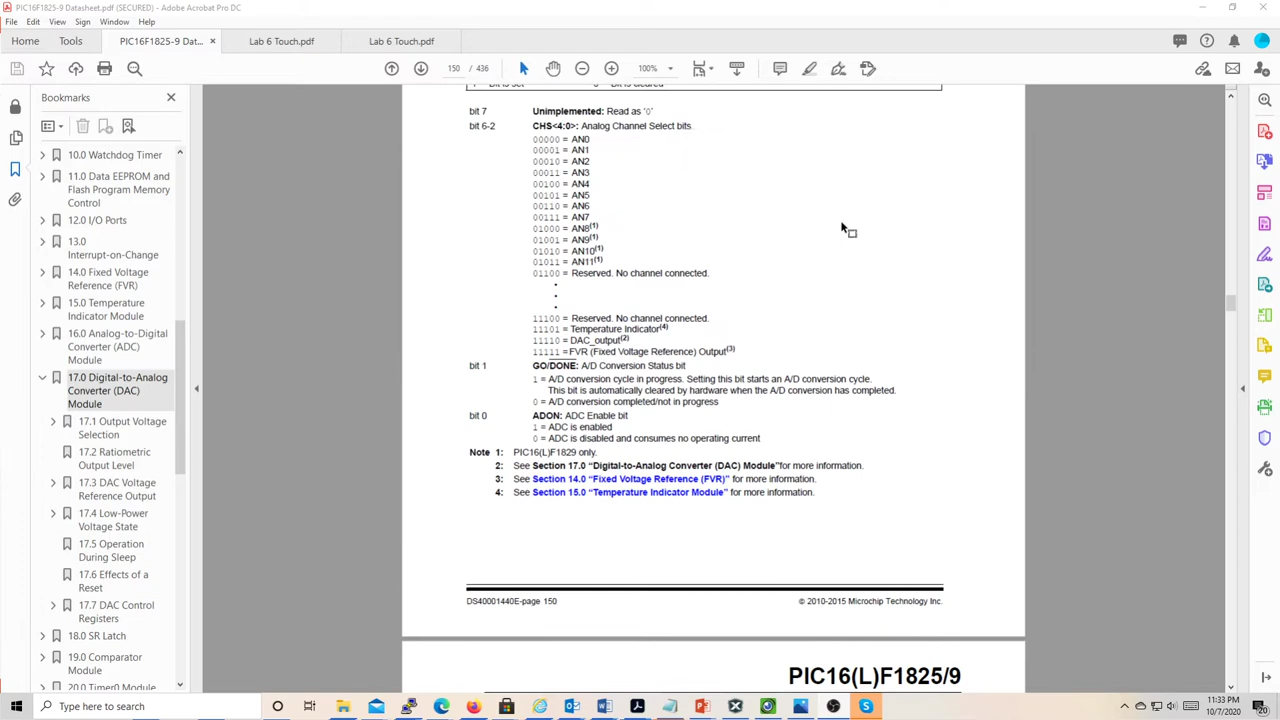 PIC16F1825-9 Datasheet.pdf (SECURED) - Adobe Acrobat Pro DC
File Edit View Sign Window Help
Home Tools PIC16F1825-9 Dat... × Lab 6 Touch.pdf Lab 6 Touch.pdf
150 / 436 100%
Bookmarks
10.0 Watchdog Timer
11.0 Data EEPROM and
Flash Program Memory
Control
12.0 I/O Ports
13.0
Interrupt-on-Change
14.0 Fixed Voltage
Reference (FVR)
15.0 Temperature
Indicator Module
16.0 Analog-to-Digital
Converter (ADC)
Module
17.0 Digital-to-Analog
Converter (DAC)
Module
17.1 Output Voltage
Selection
17.2 Ratiometric
Output Level
17.3 DAC Voltage
Reference Output
17.4 Low-Power
Voltage State
17.5 Operation
During Sleep
17.6 Effects of a
Reset
17.7 DAC Control
Registers
18.0 SR Latch
19.0 Comparator
Module
20.0 Timer0 Module
bit 7 Unimplemented: Read as '0'
bit 6-2 CHS<4:0>: Analog Channel Select bits
00000 = AN0
00001 = AN1
00010 = AN2
00011 = AN3
00100 = AN4
00101 = AN5
00110 = AN6
00111 = AN7
01000 = AN8(1)
01001 = AN9(1)
01010 = AN10(1)
01011 = AN11(1)
01100 = Reserved. No channel connected.
•
•
•
11100 = Reserved. No channel connected.
11101 = Temperature Indicator(4)
11110 = DAC_output(2)
11111 =FVR (Fixed Voltage Reference) Output(3)
bit 1 GO/DONE: A/D Conversion Status bit
1 = A/D conversion cycle in progress. Setting this bit starts an A/D conversion cycle.
This bit is automatically cleared by hardware when the A/D conversion has completed.
0 = A/D conversion completed/not in progress
bit 0 ADON: ADC Enable bit
1 = ADC is enabled
0 = ADC is disabled and consumes no operating current
Note 1: PIC16(L)F1829 only.
2: See Section 17.0 “Digital-to-Analog Converter (DAC) Module”for more information.
3: See Section 14.0 “Fixed Voltage Reference (FVR)” for more information.
4: See Section 15.0 “Temperature Indicator Module” for more information.
DS40001440E-page 150 © 2010-2015 Microchip Technology Inc.
PIC16(L)F1825/9
Type here to search
11:33 PM
10/7/2020
20